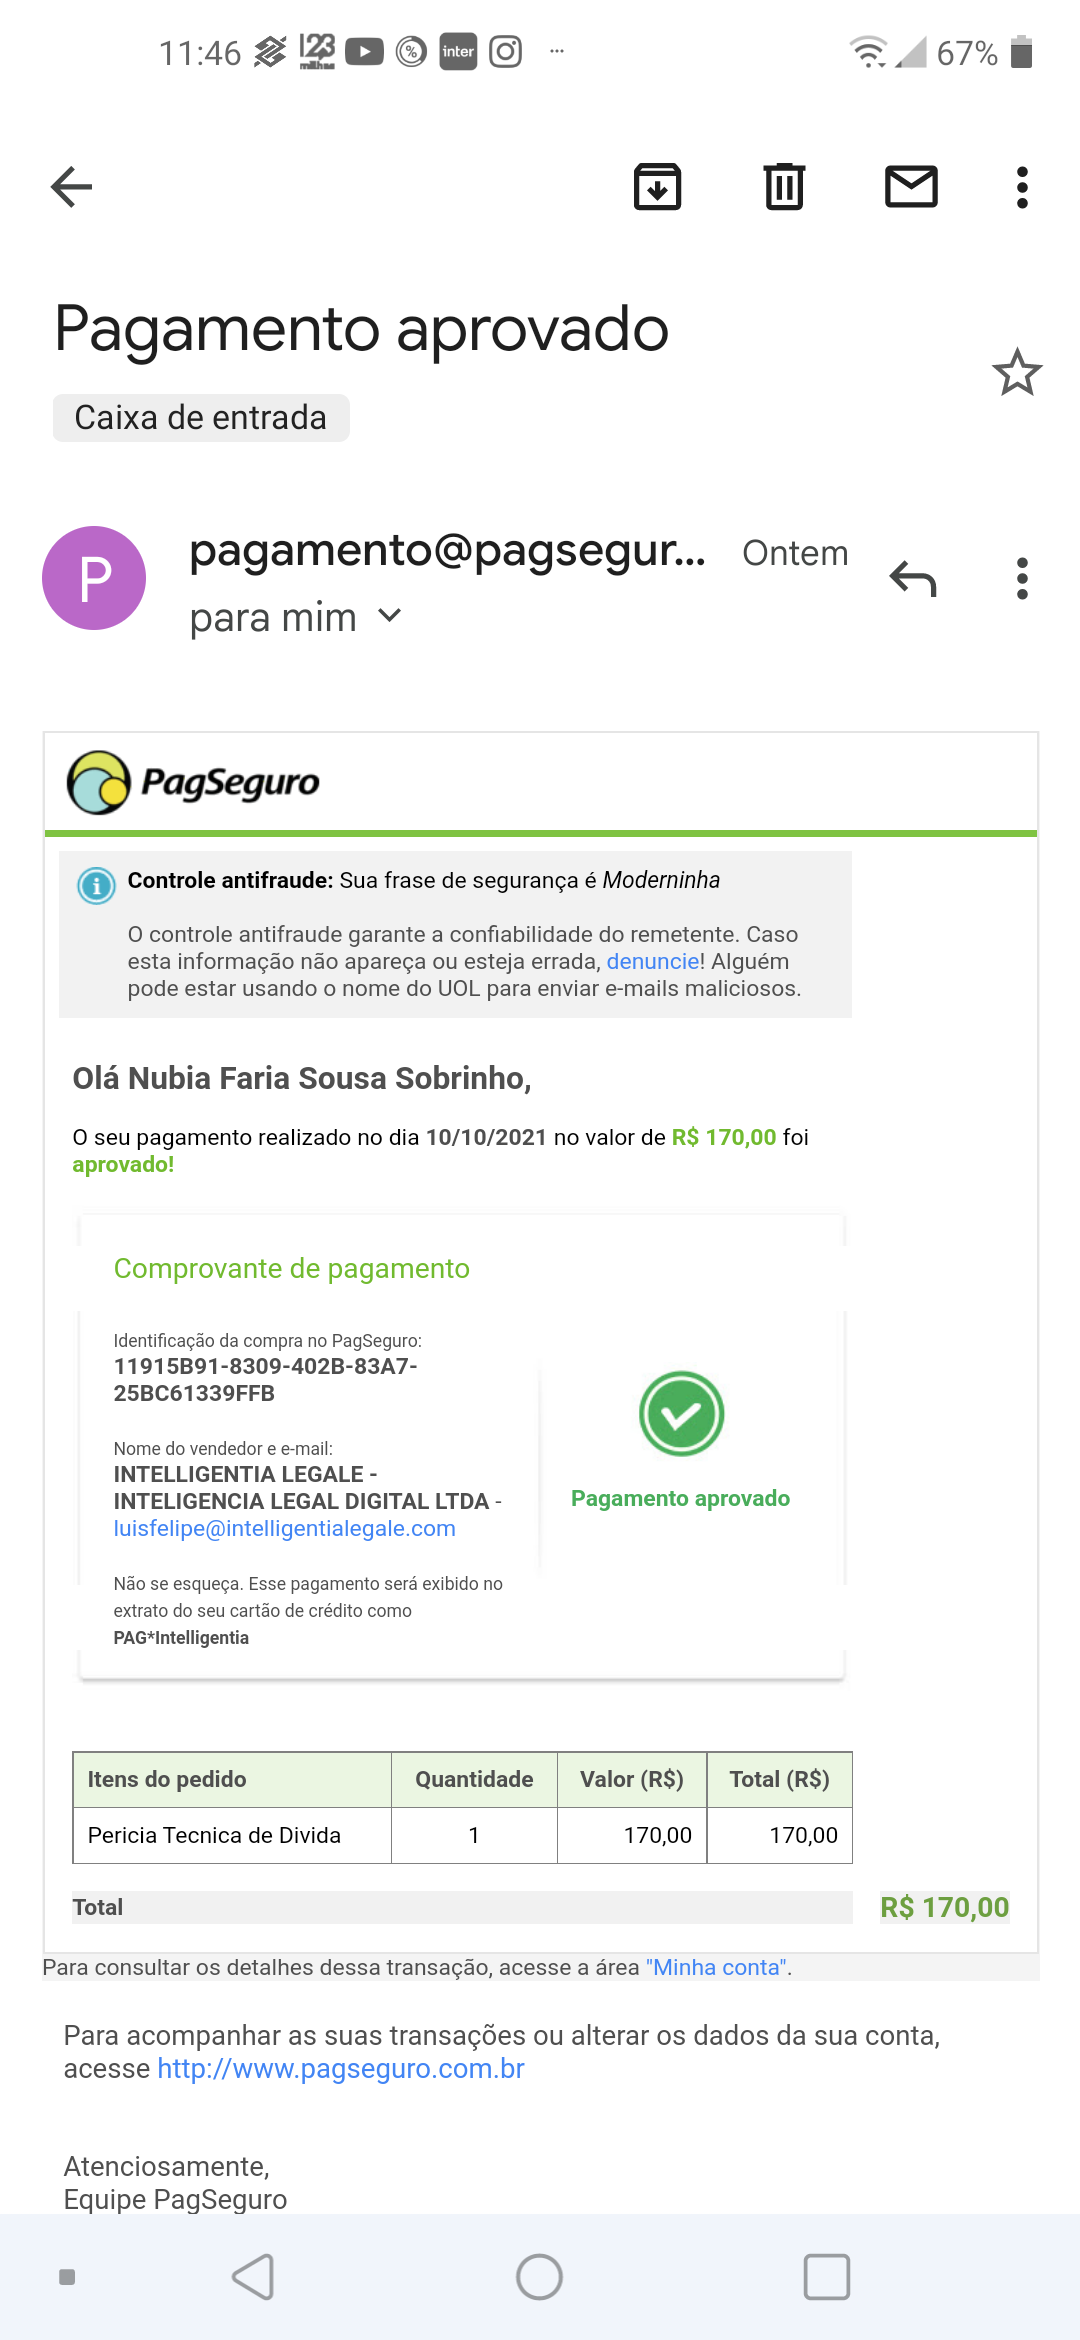 11:46
123
milhas
%
inter
67%
Pagamento aprovado
Caixa de entrada
P
pagamento@pagsegur... Ontem
para mim
PagSeguro
Controle antifraude: Sua frase de segurança é Moderninha
O controle antifraude garante a confiabilidade do remetente. Caso
esta informação não apareça ou esteja errada, denuncie! Alguém
pode estar usando o nome do UOL para enviar e-mails maliciosos.
Olá Nubia Faria Sousa Sobrinho,
O seu pagamento realizado no dia 10/10/2021 no valor de R$ 170,00 foi
aprovado!
Comprovante de pagamento
Identificação da compra no PagSeguro:
11915B91-8309-402B-83A7-
25BC61339FFB
Nome do vendedor e e-mail:
INTELLIGENTIA LEGALE -
INTELIGENCIA LEGAL DIGITAL LTDA -
luisfelipe@intelligentialegale.com
Não se esqueça. Esse pagamento será exibido no
extrato do seu cartão de crédito como
PAG*Intelligentia
Pagamento aprovado
Itens do pedido Quantidade Valor (R$) Total (R$)
Pericia Tecnica de Divida 1 170,00 170,00
Total R$ 170,00
Para consultar os detalhes dessa transação, acesse a área "Minha conta".
Para acompanhar as suas transações ou alterar os dados da sua conta,
acesse http://www.pagseguro.com.br
Atenciosamente,
Equipe PagSeguro